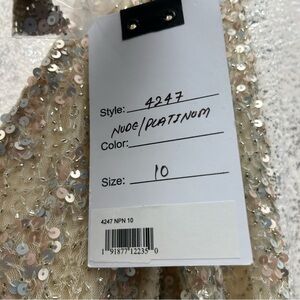 Style: 4247
NUDE/PLATINUM
Color:
Size: 10
4247 NPN 10
1 91877 12235 0